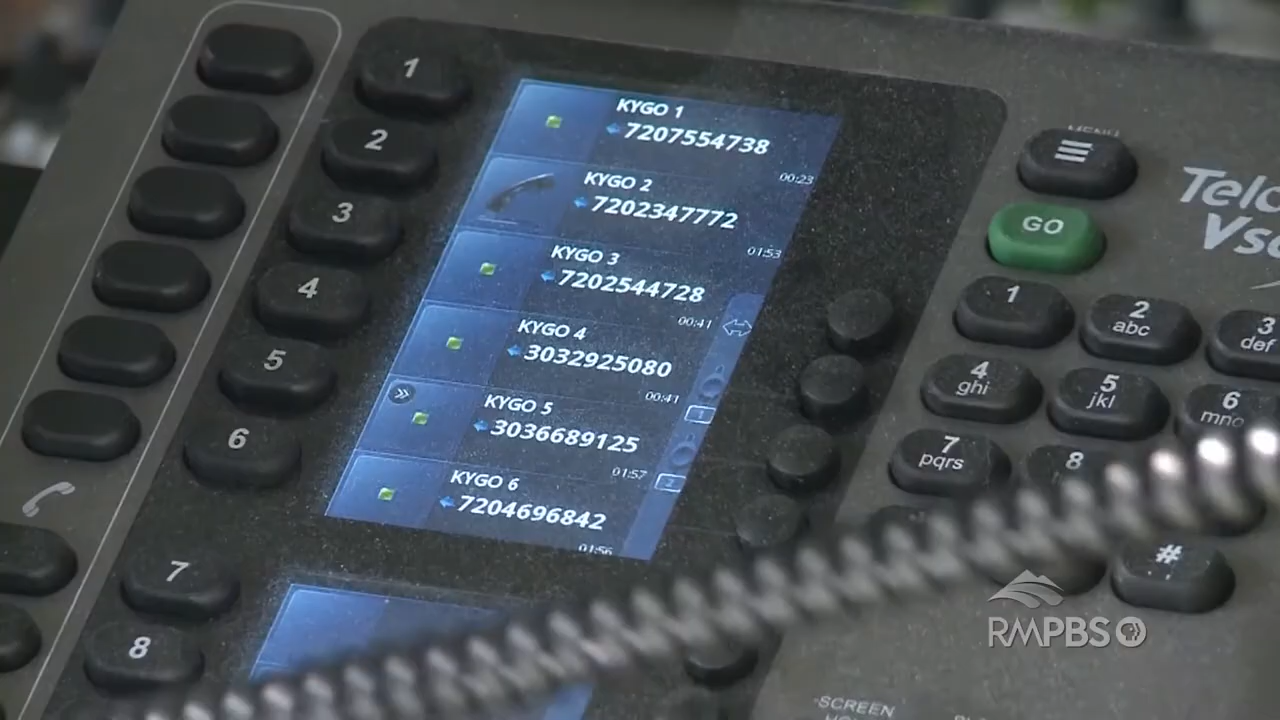 1
2
3
4
5
6
7
8
KYGO 1
7207554738
00:23
KYGO 2
7202347772
01:53
KYGO 3
7202544728
00:41
KYGO 4
3032925080
00:41
KYGO 5
3036689125
01:57
KYGO 6
7204696842
01:56
MENU
GO
1
2
abc
3
def
4
ghi
5
jkl
6
mno
7
pqrs
8
#
RMPBS
SCREEN